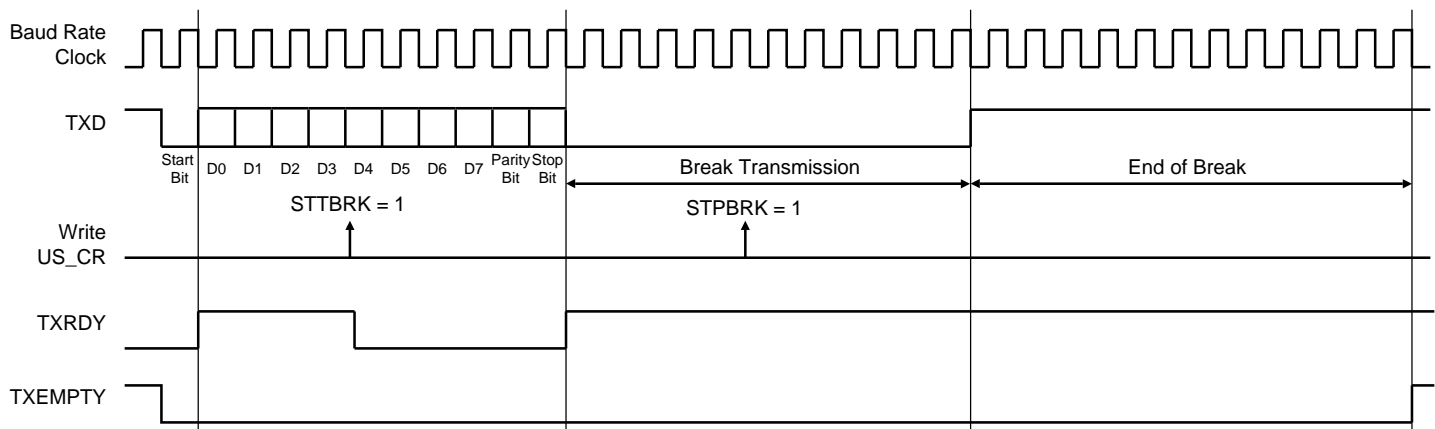 Baud Rate
Clock
TXD
Start
Bit
D0 D1 D2 D3 D4 D5 D6 D7
Parity
Bit
Stop
Bit
Break Transmission
End of Break
STTBRK = 1
STPBRK = 1
Write
US_CR
TXRDY
TXEMPTY